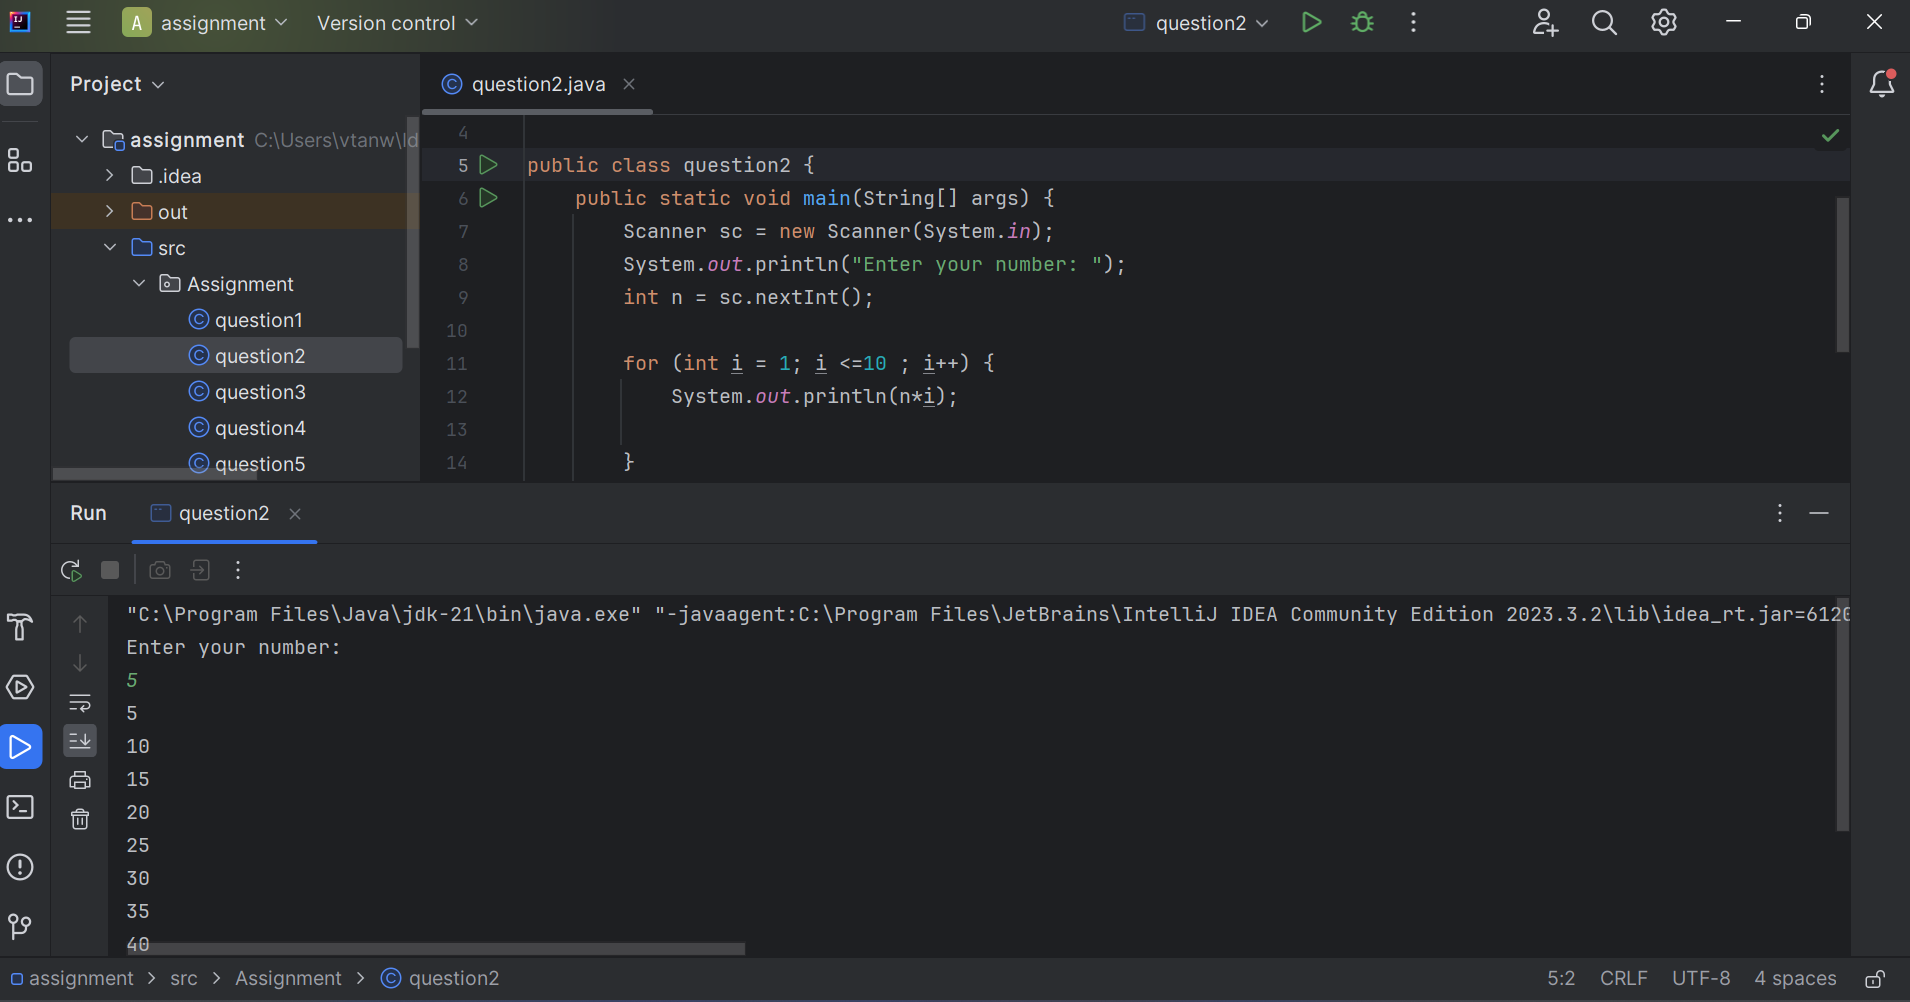 A assignment Version control question2
Project
question2.java
assignment C:\Users\vtanw\Id
.idea
out
src
Assignment
question1
question2
question3
question4
question5
4
5 public class question2 {
6 public static void main(String[] args) {
7 Scanner sc = new Scanner(System.in);
8 System.out.println("Enter your number: ");
9 int n = sc.nextInt();
10
11 for (int i = 1; i <=10 ; i++) {
12 System.out.println(n*i);
13
14 }
Run question2
"C:\Program Files\Java\jdk-21\bin\java.exe" "-javaagent:C:\Program Files\JetBrains\IntelliJ IDEA Community Edition 2023.3.2\lib\idea_rt.jar=6120
Enter your number:
5
5
10
15
20
25
30
35
40
assignment > src > Assignment > question2 5:2 CRLF UTF-8 4 spaces